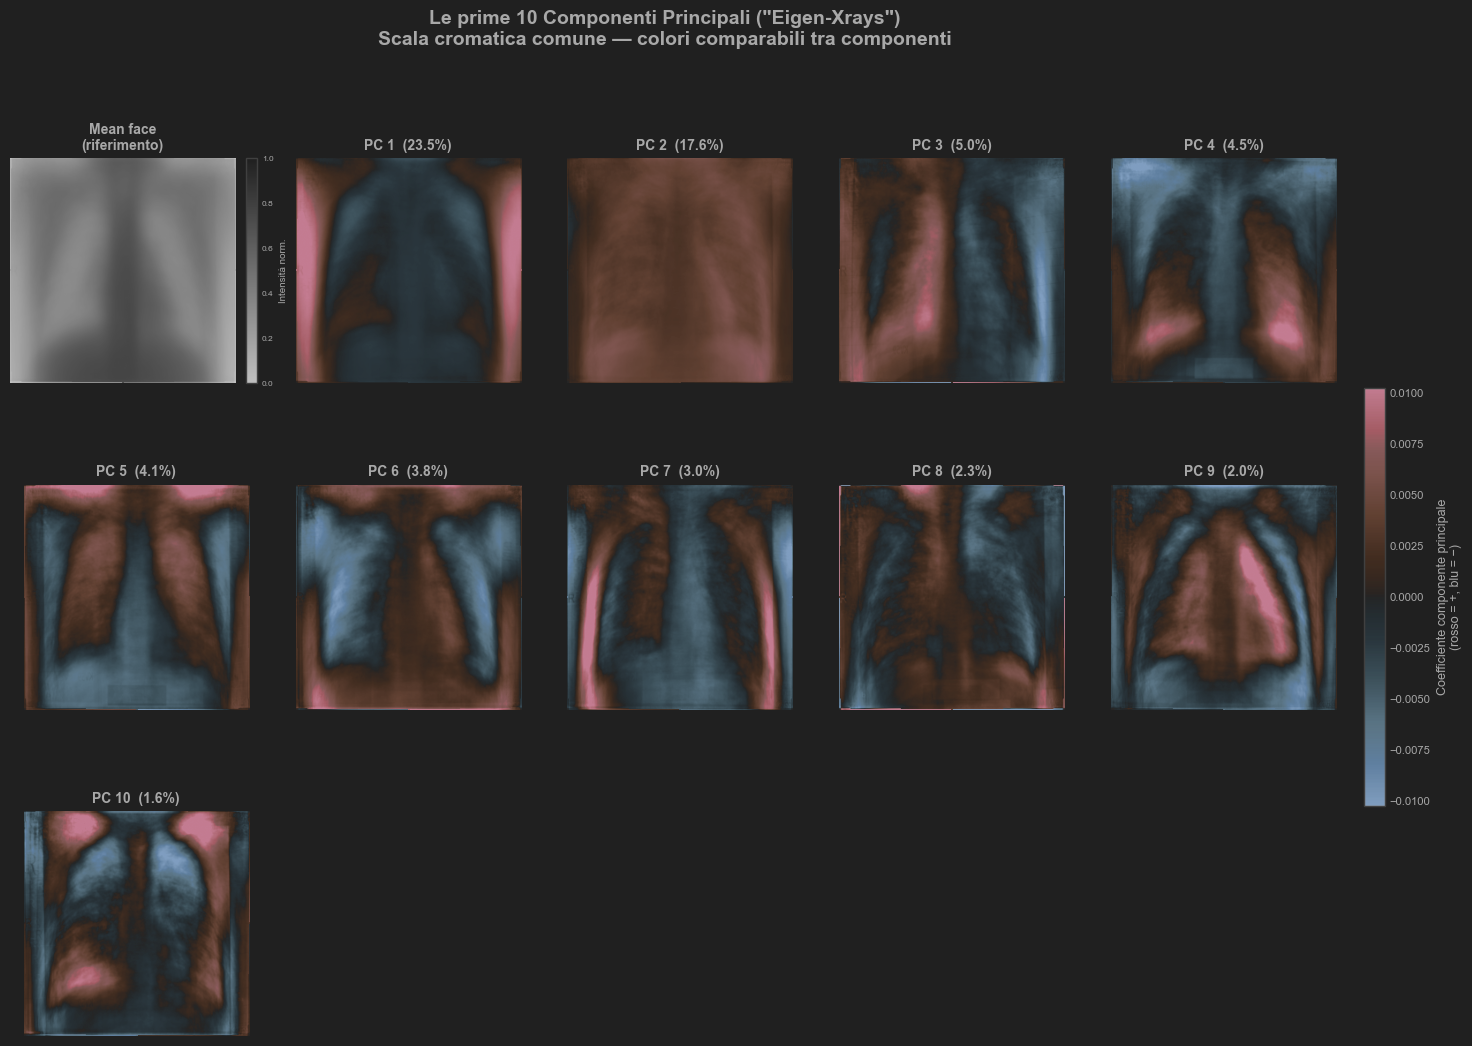 Le prime 10 Componenti Principali ("Eigen-Xrays")
Scala cromatica comune — colori comparabili tra componenti
Mean face
(riferimento)
1.0
0.8
0.6
0.4
0.2
0.0
Intensità norm.
PC 1 (23.5%)
PC 2 (17.6%)
PC 3 (5.0%)
PC 4 (4.5%)
PC 5 (4.1%)
PC 6 (3.8%)
PC 7 (3.0%)
PC 8 (2.3%)
PC 9 (2.0%)
PC 10 (1.6%)
0.0100
0.0075
0.0050
0.0025
0.0000
−0.0025
−0.0050
−0.0075
−0.0100
Coefficiente componente principale
(rosso = +, blu = −)